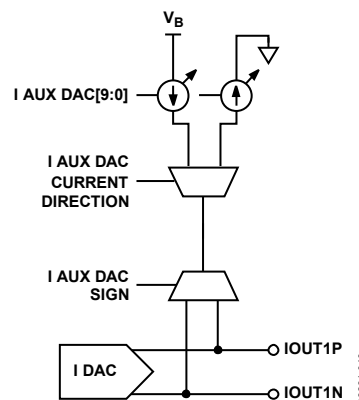 VB
I AUX DAC[9:0]
I AUX DAC
CURRENT
DIRECTION
I AUX DAC
SIGN
I DAC
IOUT1P
IOUT1N